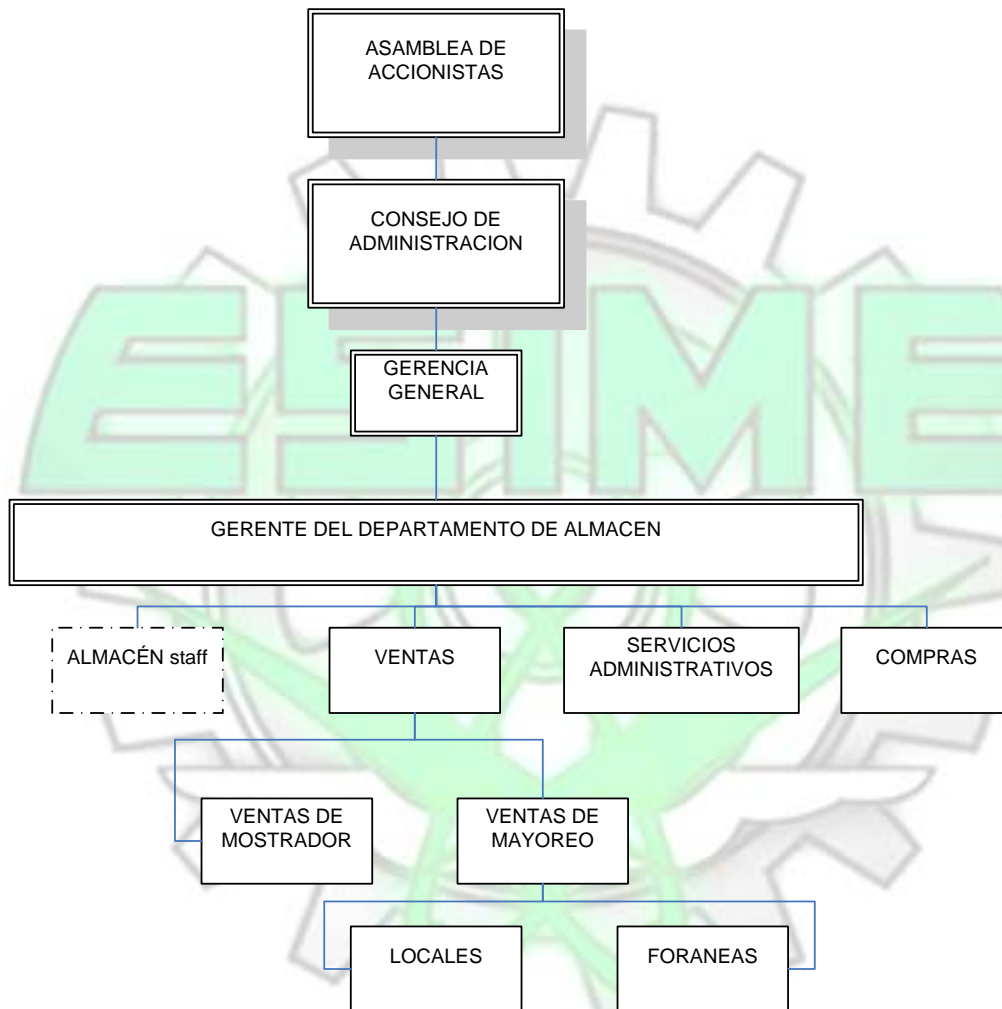 ASAMBLEA DE
ACCIONISTAS
CONSEJO DE
ADMINISTRACION
ESIME
GERENCIA
GENERAL
GERENTE DEL DEPARTAMENTO DE ALMACEN
ALMACÉN staff
VENTAS
SERVICIOS
ADMINISTRATIVOS
COMPRAS
VENTAS DE
MOSTRADOR
VENTAS DE
MAYOREO
LOCALES
FORANEAS